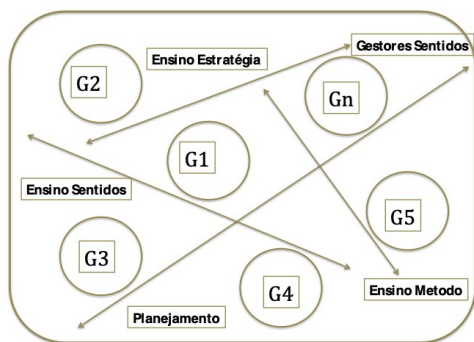 Ensino Estratégia
Gestores Sentidos
G2
Gn
G1
Ensino Sentidos
G5
G3
G4
Ensino Metodo
Planejamento